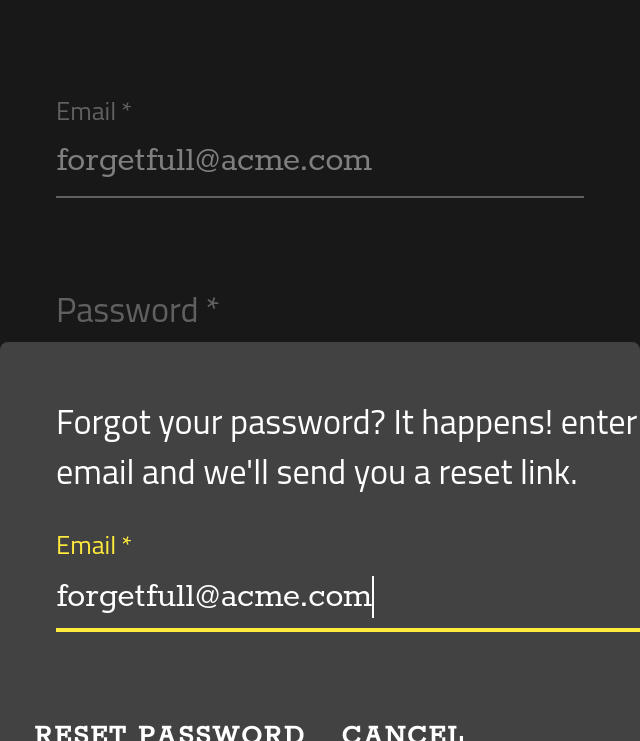 Email *
forgetfull@acme.com
Password *
Forgot your password? It happens! enter
email and we'll send you a reset link.
Email *
forgetfull@acme.com
RESET PASSWORD CANCEL